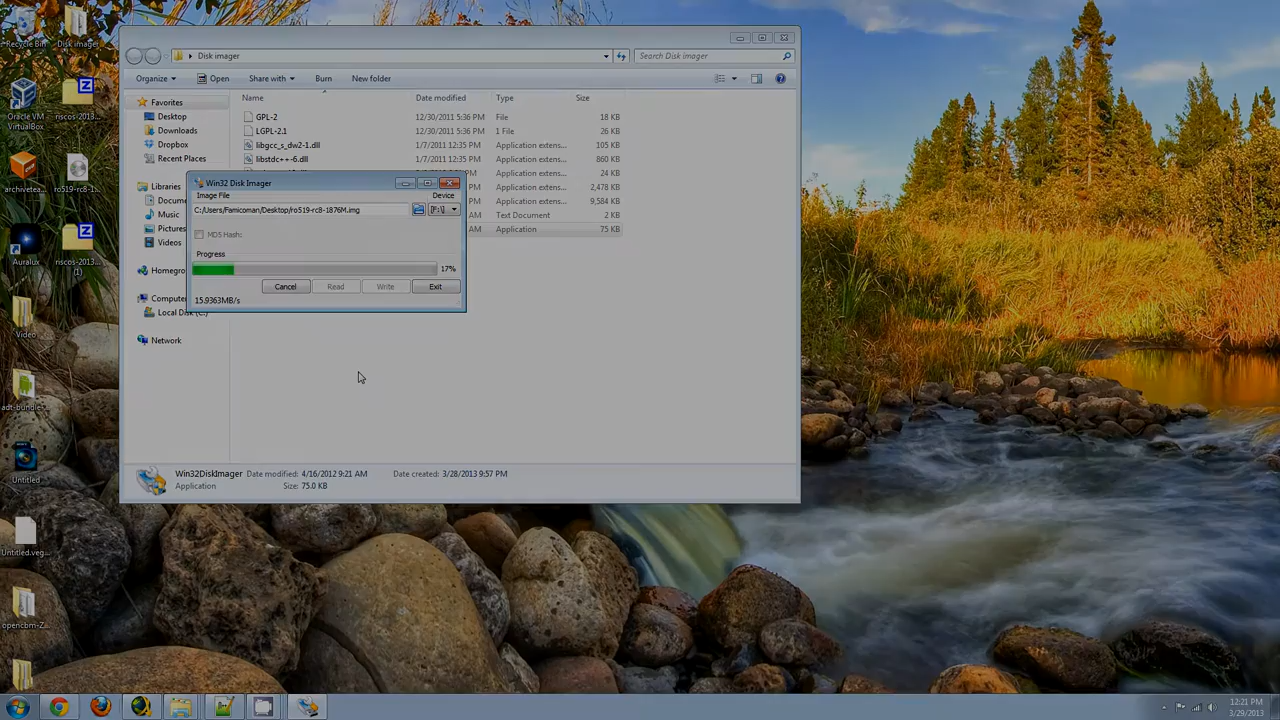 Recycle Bin
Disk imager
Oracle VM
VirtualBox
riscos-2013...
archivetea...
ro519-rc8-1...
Auralux
riscos-2013...
(1)
Video
adt-bundle-...
Untitled
Untitled.veg...
opencbm-Z...
Disk imager
Search Disk imager
Organize
Open
Share with
Burn
New folder
Name
Date modified
Type
Size
Favorites
Desktop
Downloads
Dropbox
Recent Places
Libraries
Docume
Music
Pictures
Videos
Homegro
Computer
Local Disk (C:)
Network
GPL-2
12/30/2011 5:36 PM
File
18 KB
LGPL-2.1
12/30/2011 5:36 PM
1 File
26 KB
libgcc_s_dw2-1.dll
1/7/2011 12:35 PM
Application extens...
105 KB
libstdc++-6.dll
1/7/2011 12:35 PM
Application extens...
860 KB
PM
Application extens...
24 KB
PM
Application extens...
2,478 KB
PM
Application extens...
9,584 KB
AM
Text Document
2 KB
AM
Application
75 KB
Win32 Disk Imager
Image File
Device
C:/Users/Famicoman/Desktop/ro519-rc8-1876M.img
[F:\]
MD5 Hash:
Progress
17%
Cancel
Read
Write
Exit
15.9363MB/s
Win32DiskImager
Date modified: 4/16/2012 9:21 AM
Date created: 3/28/2013 9:57 PM
Application
Size: 75.0 KB
12:21 PM
3/29/2013